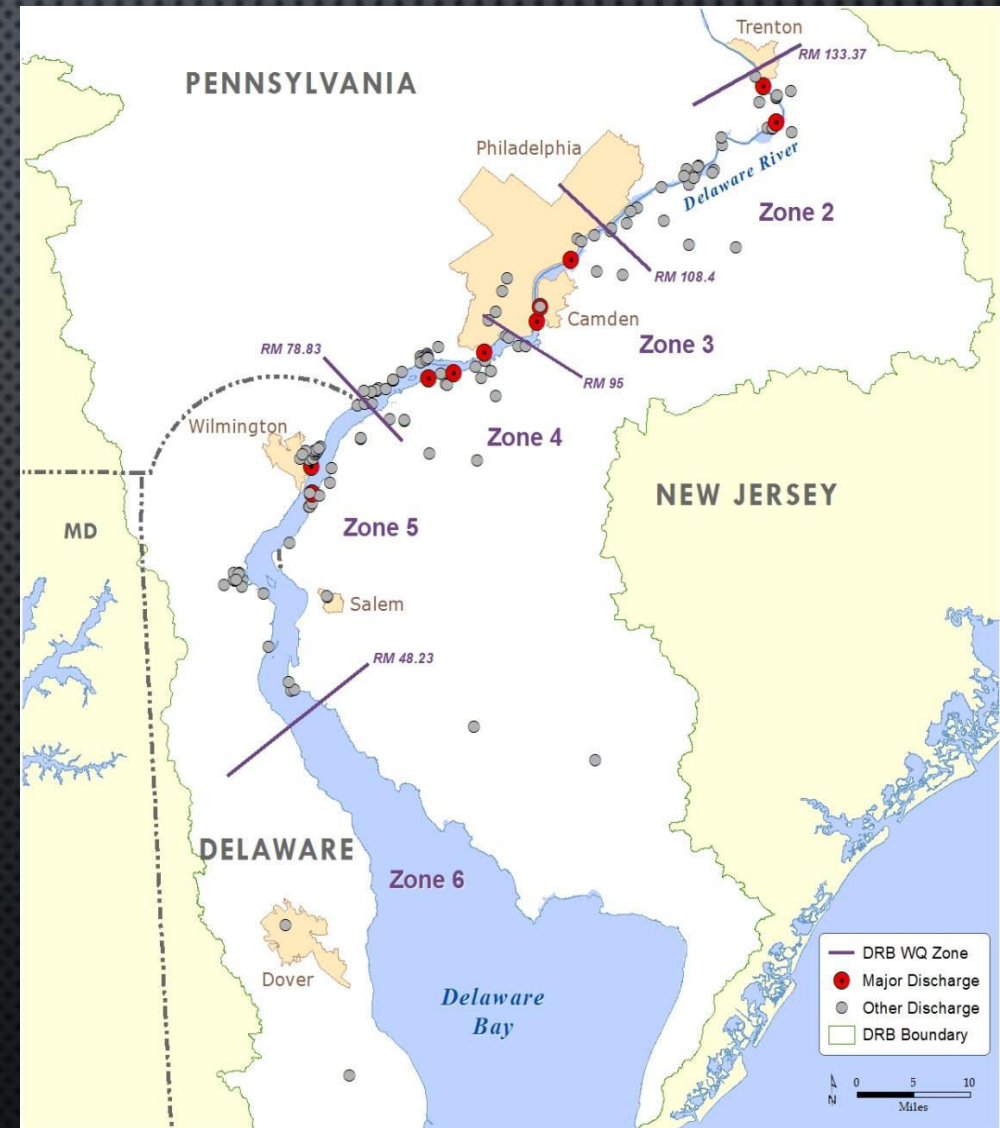 Trenton
RM 133.37
PENNSYLVANIA
Philadelphia
Delaware River
Zone 2
RM 108.4
Camden
Zone 3
RM 78.83
RM 95
Wilmington
Zone 4
NEW JERSEY
MD
Zone 5
Salem
RM 48.23
DELAWARE
Zone 6
Dover
Delaware
Bay
DRB WQ Zone
Major Discharge
Other Discharge
DRB Boundary
N
0 5 10
Miles